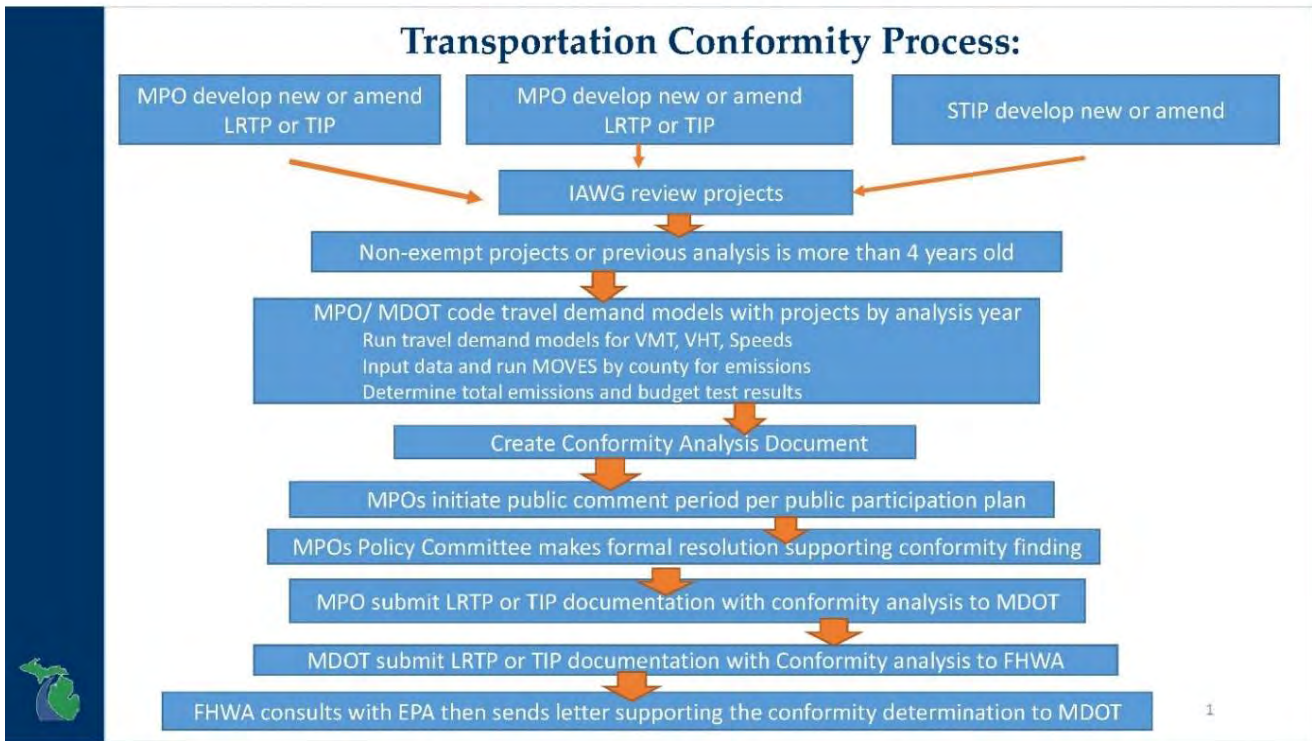 Transportation Conformity Process:
MPO develop new or amend
LRTP or TIP
MPO develop new or amend
LRTP or TIP
STIP develop new or amend
IAWG review projects
Non-exempt projects or previous analysis is more than 4 years old
MPO/ MDOT code travel demand models with projects by analysis year
Run travel demand models for VMT, VHT, Speeds
Input data and run MOVES by county for emissions
Determine total emissions and budget test results
Create Conformity Analysis Document
MPOs initiate public comment period per public participation plan
MPOs Policy Committee makes formal resolution supporting conformity finding
MPO submit LRTP or TIP documentation with conformity analysis to MDOT
MDOT submit LRTP or TIP documentation with Conformity analysis to FHWA
FHWA consults with EPA then sends letter supporting the conformity determination to MDOT
1